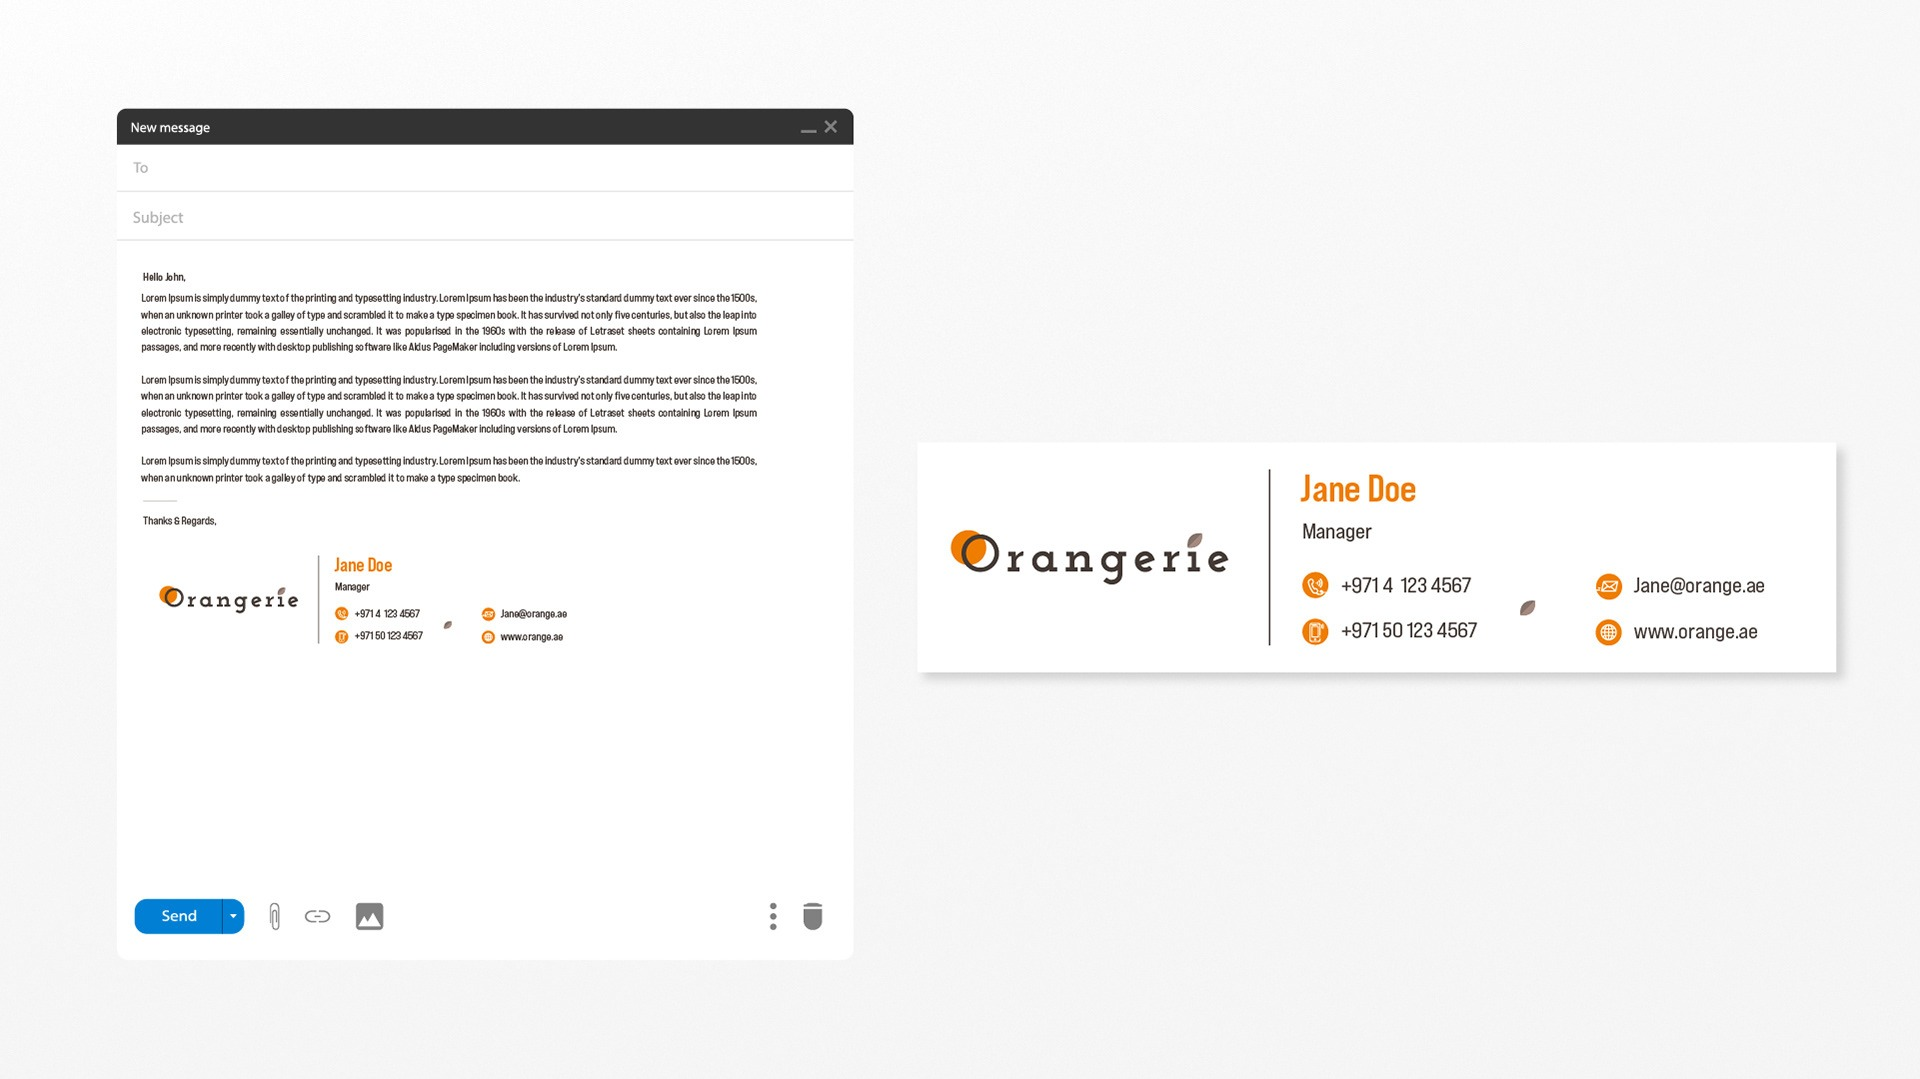 New message
To
Subject
Hello John,
Lorem Ipsum is simply dummy text of the printing and typesetting industry. Lorem Ipsum has been the industry's standard dummy text ever since the 1500s,
when an unknown printer took a galley of type and scrambled it to make a type specimen book. It has survived not only five centuries, but also the leap into
electronic typesetting, remaining essentially unchanged. It was popularised in the 1960s with the release of Letraset sheets containing Lorem Ipsum
passages, and more recently with desktop publishing software like Aldus PageMaker including versions of Lorem Ipsum.
Lorem Ipsum is simply dummy text of the printing and typesetting industry. Lorem Ipsum has been the industry's standard dummy text ever since the 1500s,
when an unknown printer took a galley of type and scrambled it to make a type specimen book. It has survived not only five centuries, but also the leap into
electronic typesetting, remaining essentially unchanged. It was popularised in the 1960s with the release of Letraset sheets containing Lorem Ipsum
passages, and more recently with desktop publishing software like Aldus PageMaker including versions of Lorem Ipsum.
Lorem Ipsum is simply dummy text of the printing and typesetting industry. Lorem Ipsum has been the industry's standard dummy text ever since the 1500s,
when an unknown printer took a galley of type and scrambled it to make a type specimen book.
Thanks & Regards,
Orangerie
Jane Doe
Manager
+971 4 123 4567
+971 50 123 4567
Jane@orange.ae
www.orange.ae
Send
Orangerie
Jane Doe
Manager
+971 4 123 4567
+971 50 123 4567
Jane@orange.ae
www.orange.ae